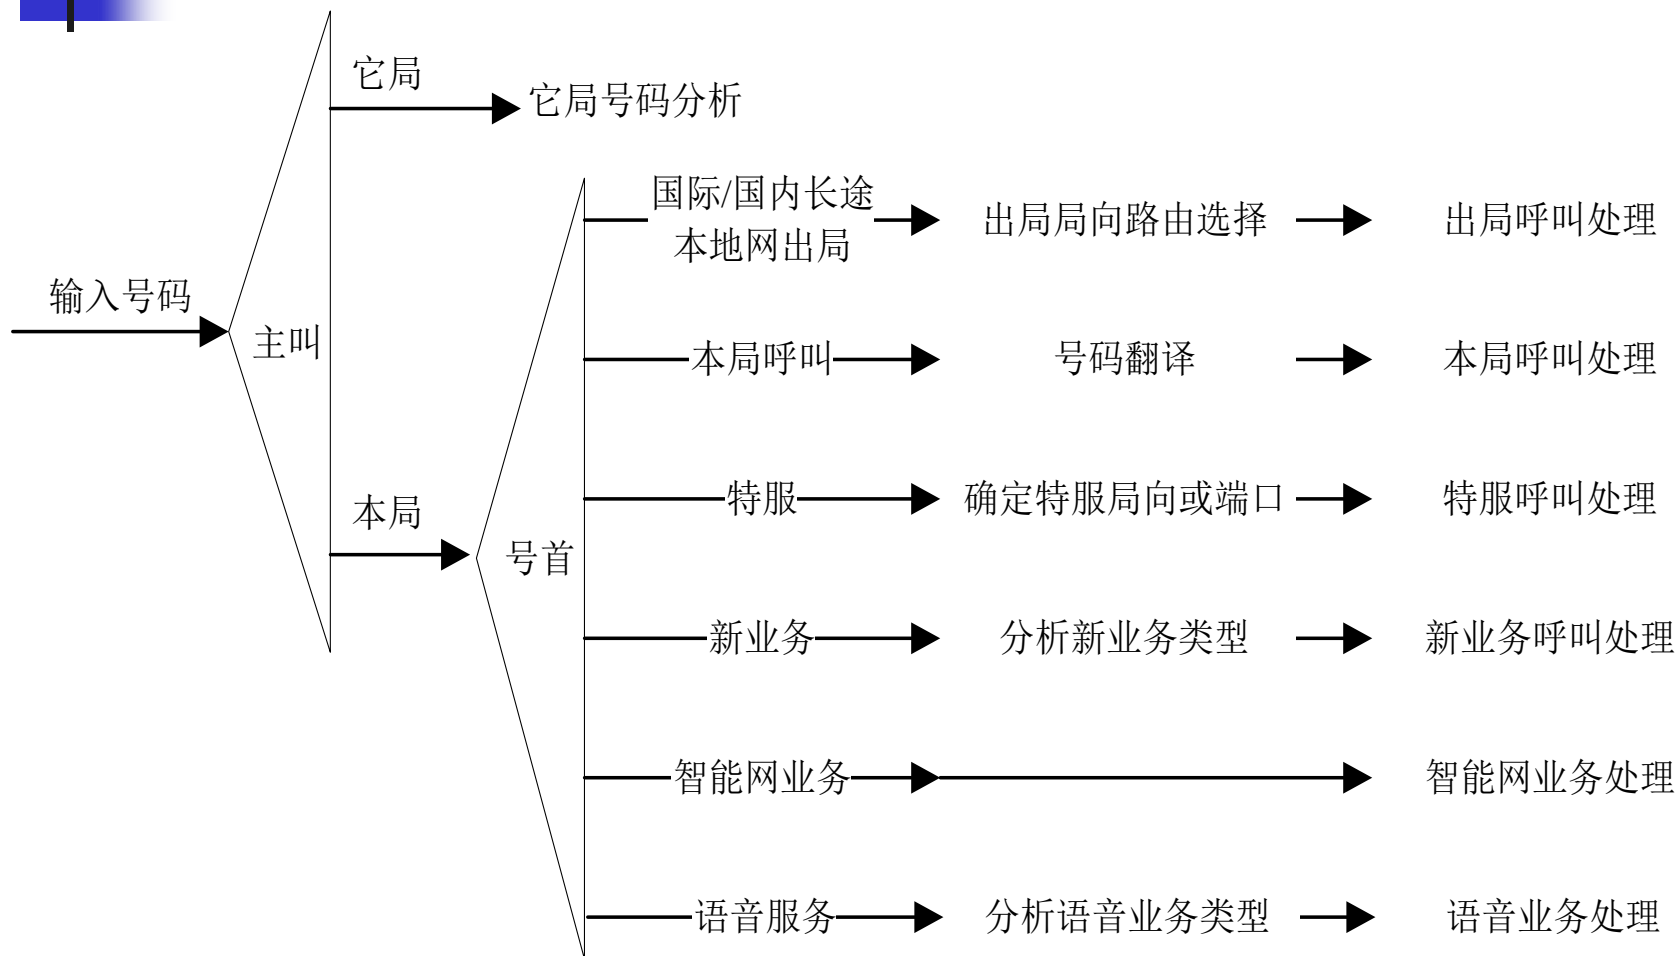 它局
它局号码分析
国际/国内长途
本地网出局
出局局向路由选择
出局呼叫处理
输入号码
主叫
本局呼叫
号码翻译
本局呼叫处理
本局
特服
确定特服局向或端口
特服呼叫处理
号首
新业务
分析新业务类型
新业务呼叫处理
智能网业务
智能网业务处理
语音服务
分析语音业务类型
语音业务处理